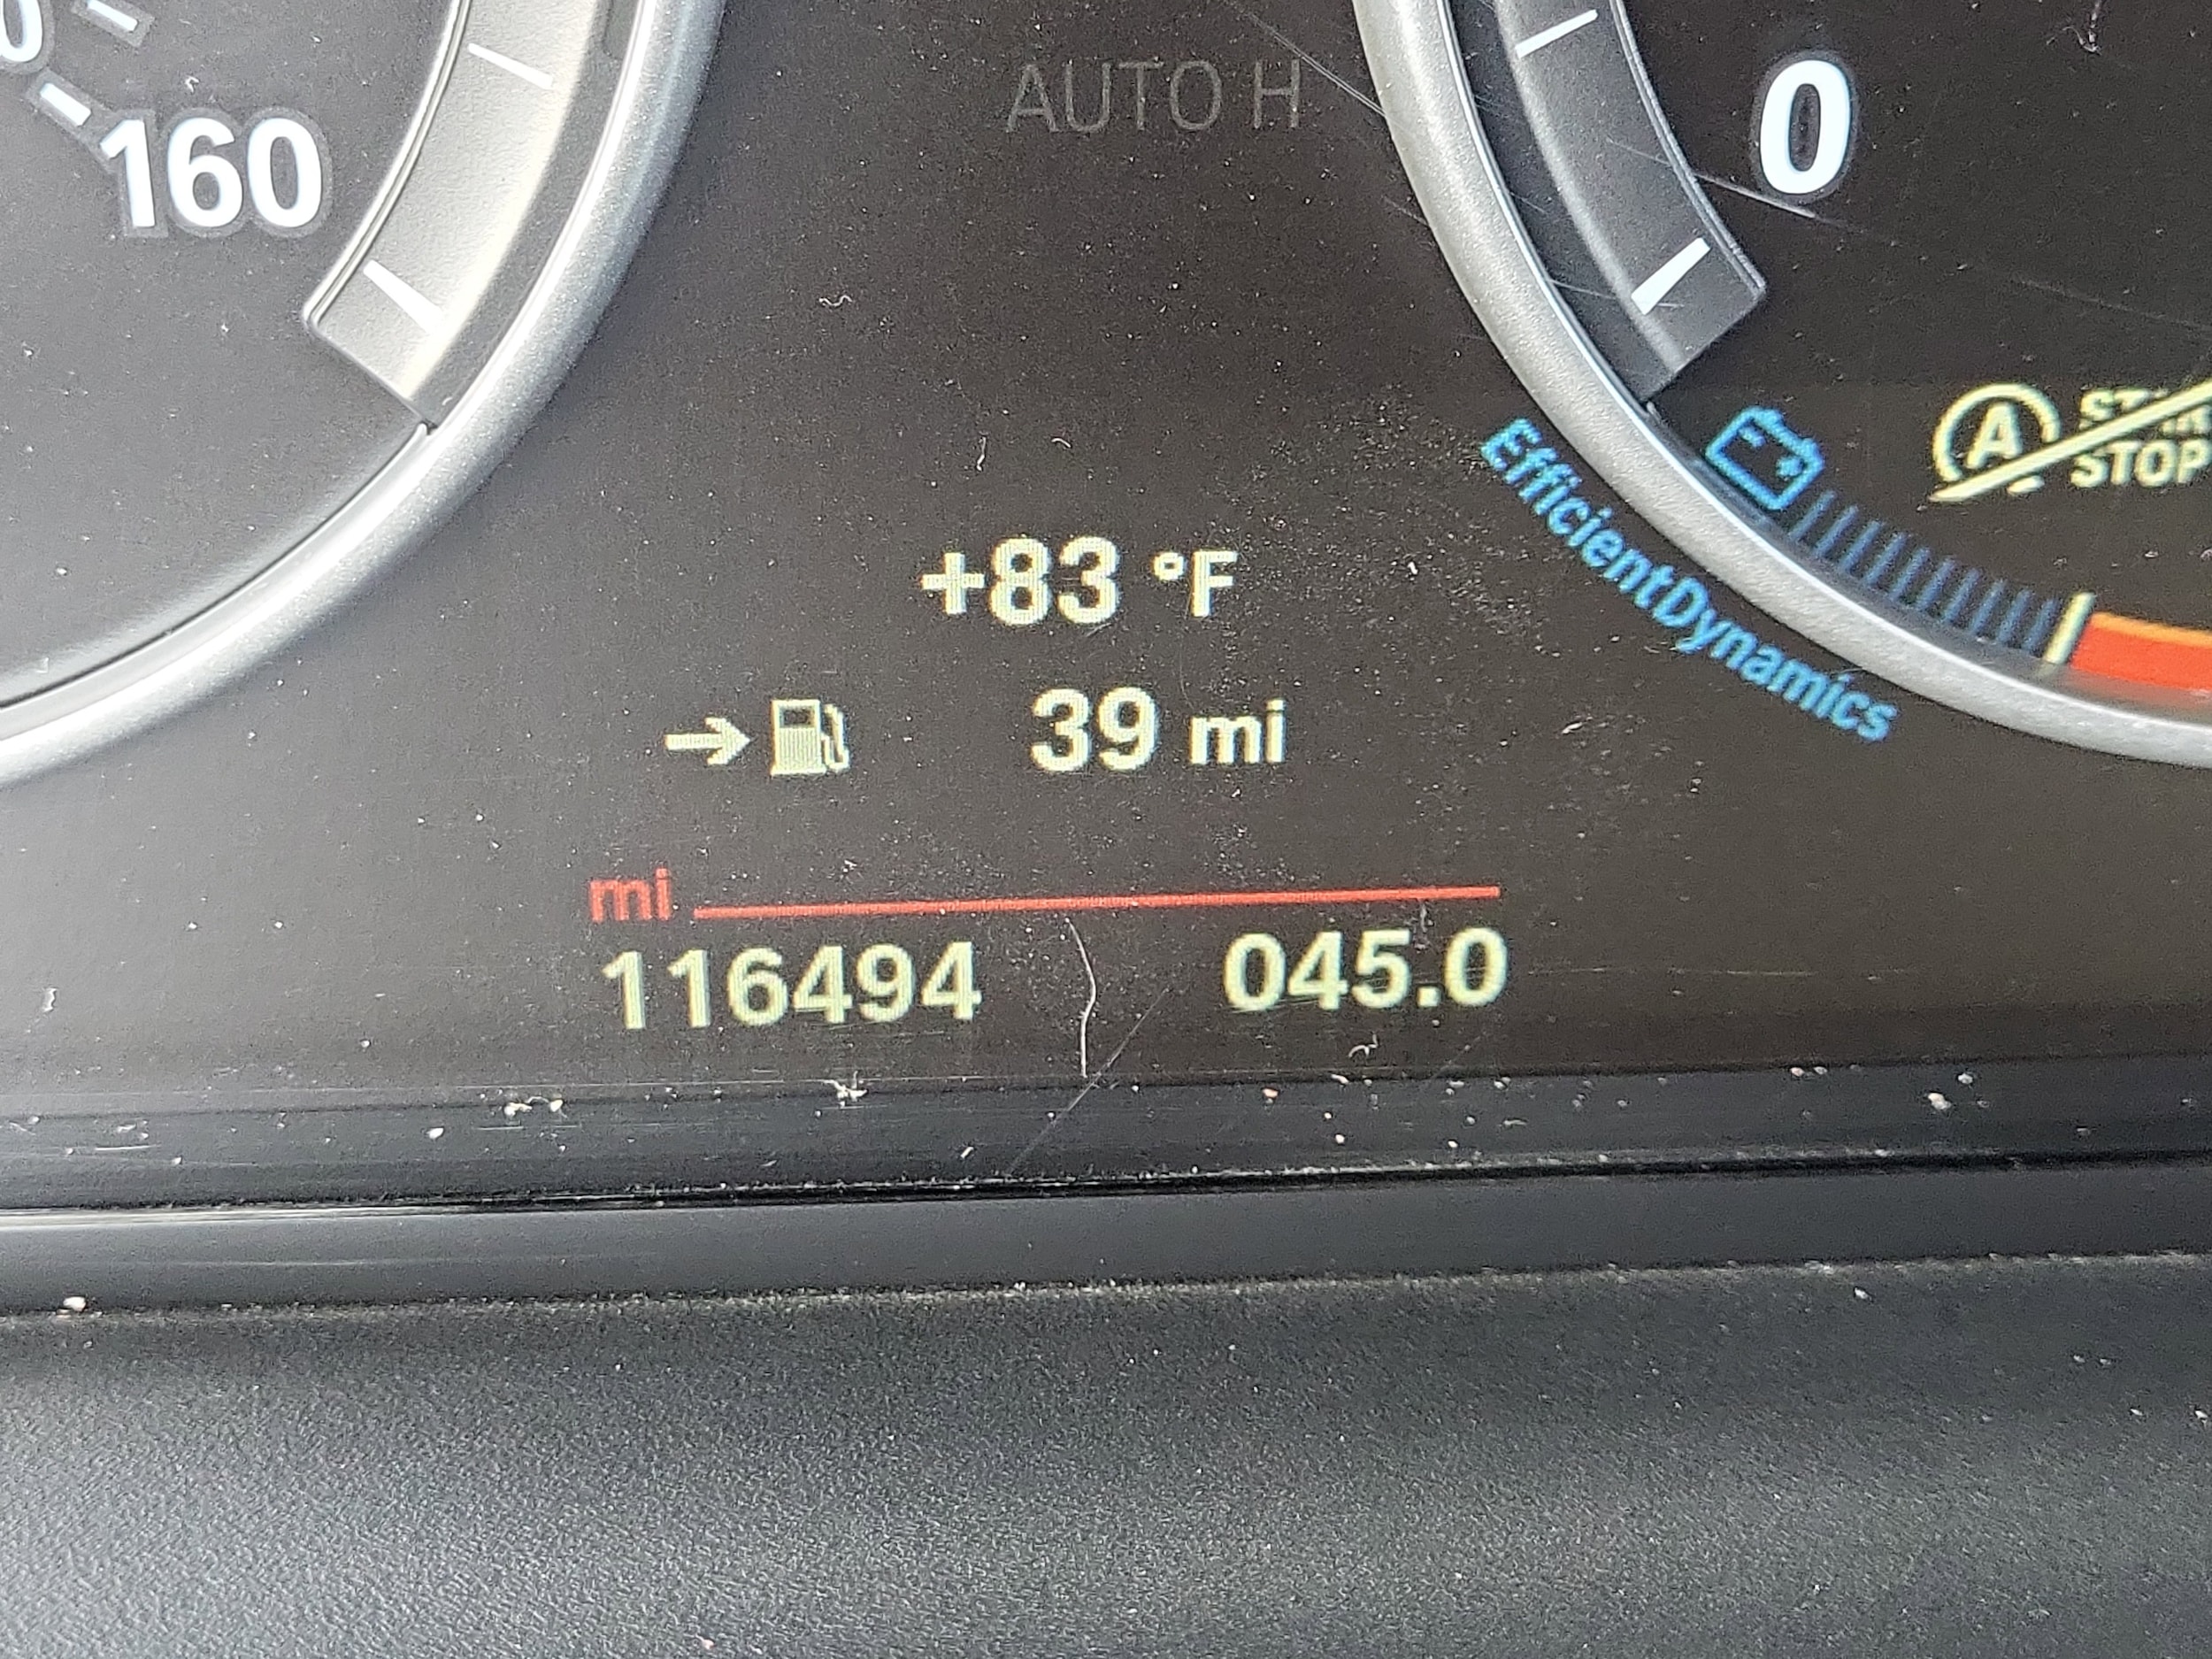 160
AUTO H
0
A
STOP
EfficientDynamics
+83 °F
39 mi
mi
116494 045.0